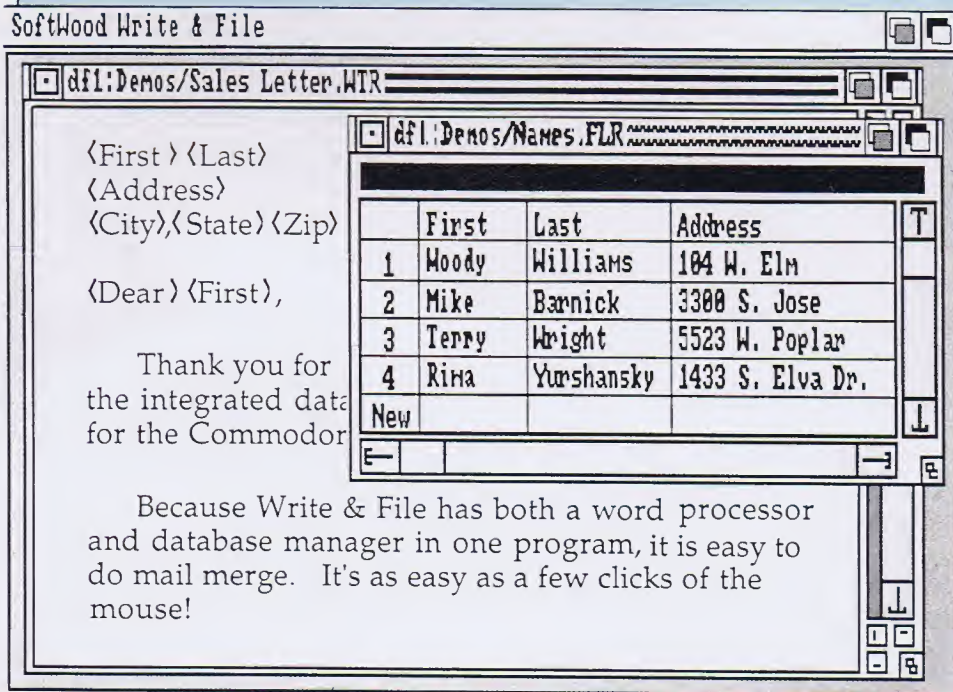 SoftWood Write & File
df1:Demos/Sales Letter.WTR
⟨First⟩ ⟨Last⟩
⟨Address⟩
⟨City⟩,⟨State⟩ ⟨Zip⟩
⟨Dear⟩ ⟨First⟩,
Thank you for
the integrated data
for the Commodor
df1:Demos/Names.FLR
First Last Address
1 Woody Williams 104 W. Elm
2 Mike Barnick 3300 S. Jose
3 Terry Wright 5523 W. Poplar
4 Rima Yurshansky 1433 S. Elva Dr.
New
Because Write & File has both a word processor
and database manager in one program, it is easy to
do mail merge. It's as easy as a few clicks of the
mouse!